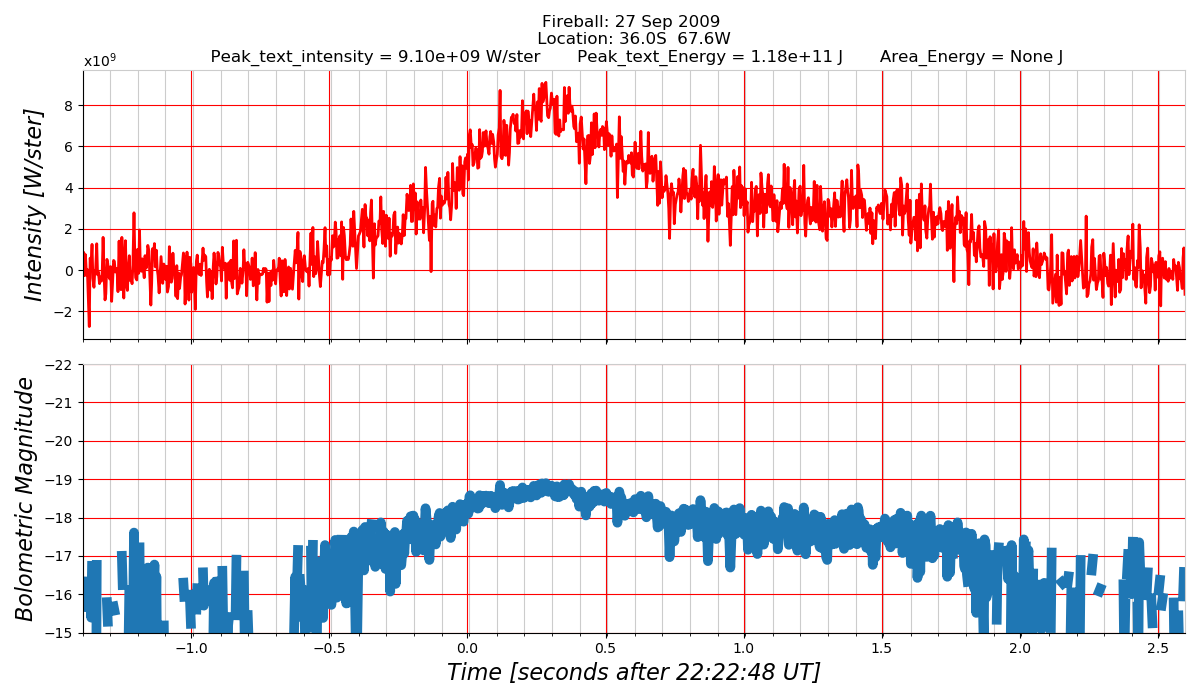 Fireball: 27 Sep 2009
Location: 36.0S  67.6W
Peak_text_intensity = 9.10e+09 W/ster       Peak_text_Energy = 1.18e+11 J       Area_Energy = None J
x10⁹
Intensity [W/ster]
8
6
4
2
0
−2
Bolometric Magnitude
−22
−21
−20
−19
−18
−17
−16
−15
−1.0 −0.5 0.0 0.5 1.0 1.5 2.0 2.5
Time [seconds after 22:22:48 UT]